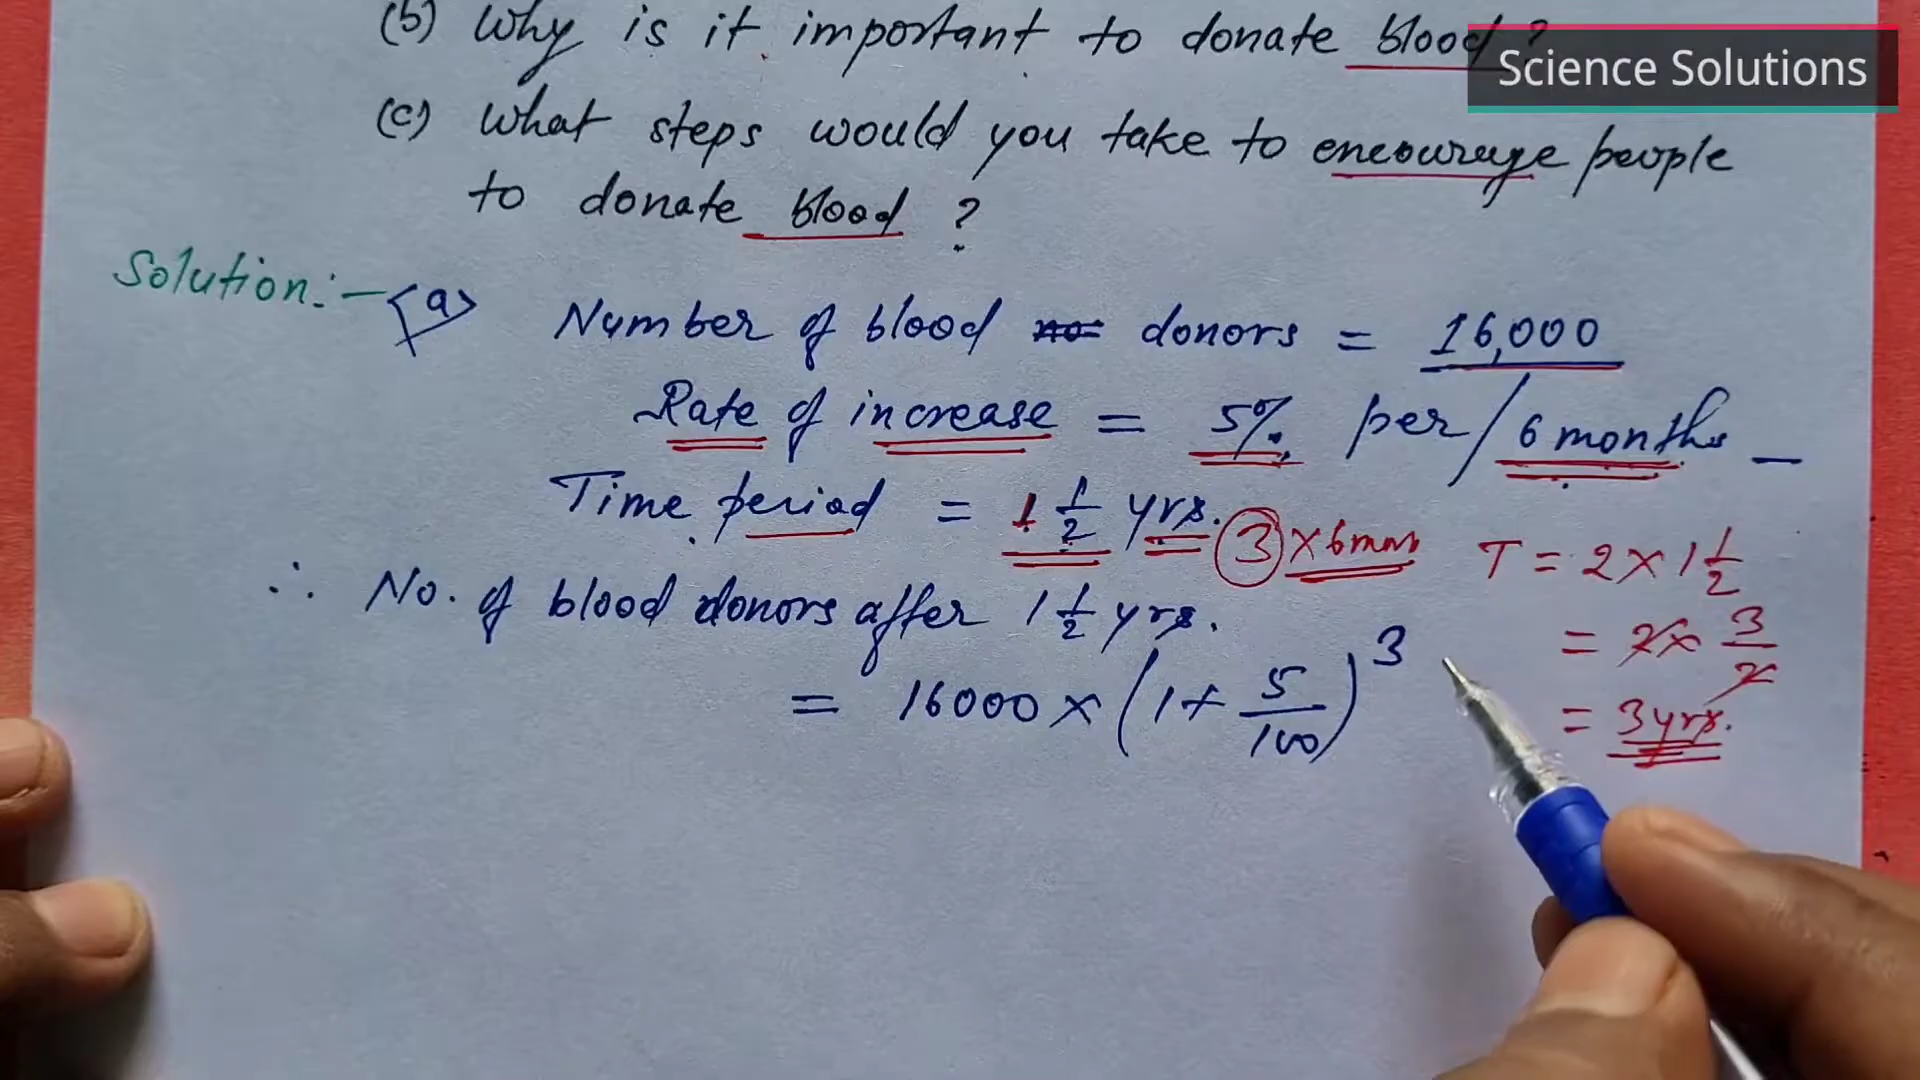 (b) Why is it important to donate blood?
Science Solutions
(c) What steps would you take to encourage people
to donate blood ?
Solution:- (a) Number of blood donors = 16,000
Rate of increase = 5% per/6 months
Time period = 1 1/2 yrs. 3 × 6 mon
T = 2 × 1 1/2
= 2 × 3/2
= 3 yrs.
∴ No. of blood donors after 1 1/2 yrs.
= 16000 × (1 + 5/100)³